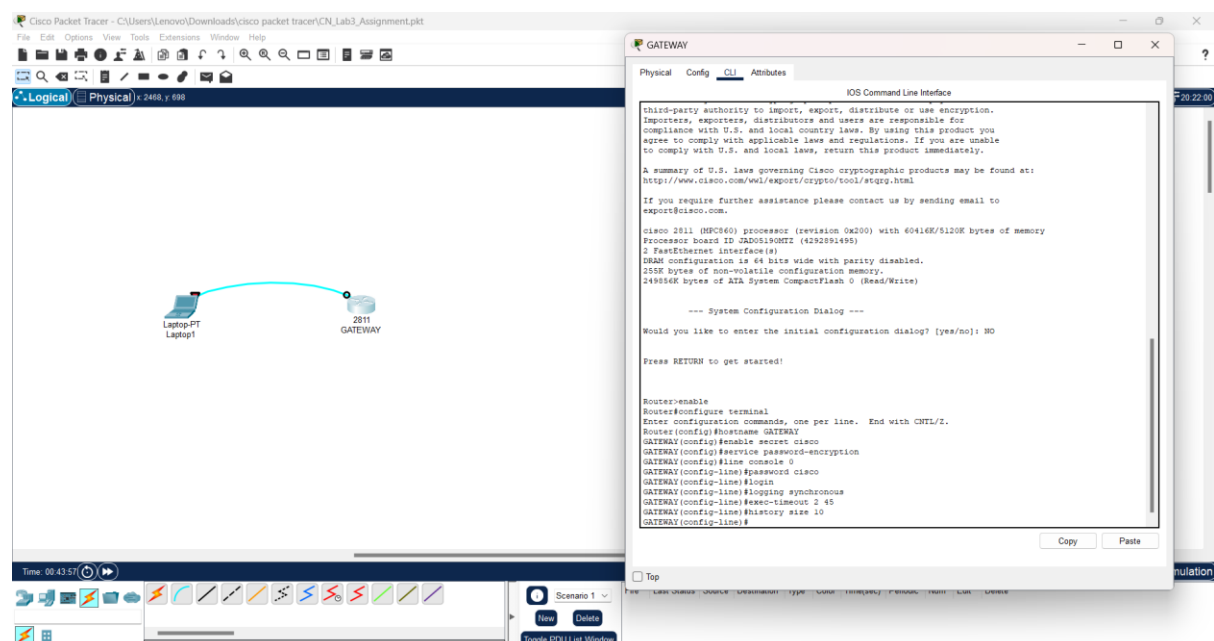 Cisco Packet Tracer - C:\Users\Lenovo\Downloads\cisco packet tracer\CN_Lab3_Assignment.pkt
File Edit Options View Tools Extensions Window Help
Logical Physical x: 2468, y: 698
20:22:00
Laptop-PT
Laptop1
2811
GATEWAY
GATEWAY
Physical Config CLI Attributes
IOS Command Line Interface
third-party authority to import, export, distribute or use encryption.
Importers, exporters, distributors and users are responsible for
compliance with U.S. and local country laws. By using this product you
agree to comply with applicable laws and regulations. If you are unable
to comply with U.S. and local laws, return this product immediately.
A summary of U.S. laws governing Cisco cryptographic products may be found at:
http://www.cisco.com/wwl/export/crypto/tool/stqrg.html
If you require further assistance please contact us by sending email to
export@cisco.com.
cisco 2811 (MPC860) processor (revision 0x200) with 60416K/5120K bytes of memory
Processor board ID JAD05190MTZ (4292891495)
2 FastEthernet interface(s)
DRAM configuration is 64 bits wide with parity disabled.
255K bytes of non-volatile configuration memory.
249856K bytes of ATA System CompactFlash 0 (Read/Write)
--- System Configuration Dialog ---
Would you like to enter the initial configuration dialog? [yes/no]: NO
Press RETURN to get started!
Router>enable
Router#configure terminal
Enter configuration commands, one per line. End with CNTL/Z.
Router(config)#hostname GATEWAY
GATEWAY(config)#enable secret cisco
GATEWAY(config)#service password-encryption
GATEWAY(config)#line console 0
GATEWAY(config-line)#password cisco
GATEWAY(config-line)#login
GATEWAY(config-line)#logging synchronous
GATEWAY(config-line)#exec-timeout 2 45
GATEWAY(config-line)#history size 10
GATEWAY(config-line)#
Copy Paste
Top
Time: 00:43:57
Scenario 1
New Delete
Toggle PDU List Window
Last Status Source Destination Type Color Time(sec) Periodic Num Edit Delete